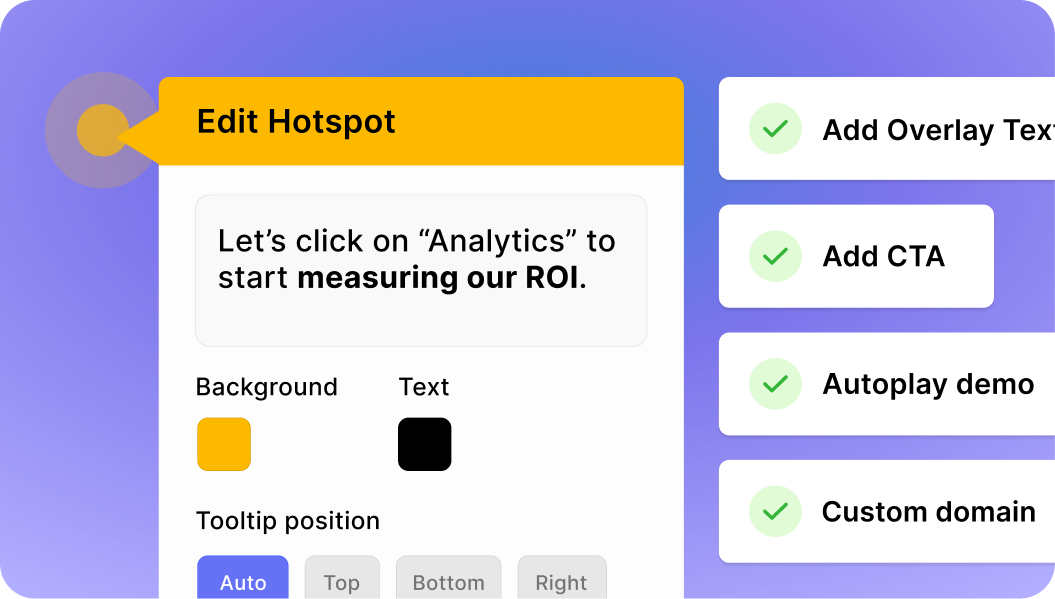 Edit Hotspot
Let’s click on “Analytics” to
start measuring our ROI.
Background
Text
Tooltip position
Auto
Top
Bottom
Right
Add Overlay Tex
Add CTA
Autoplay demo
Custom domain